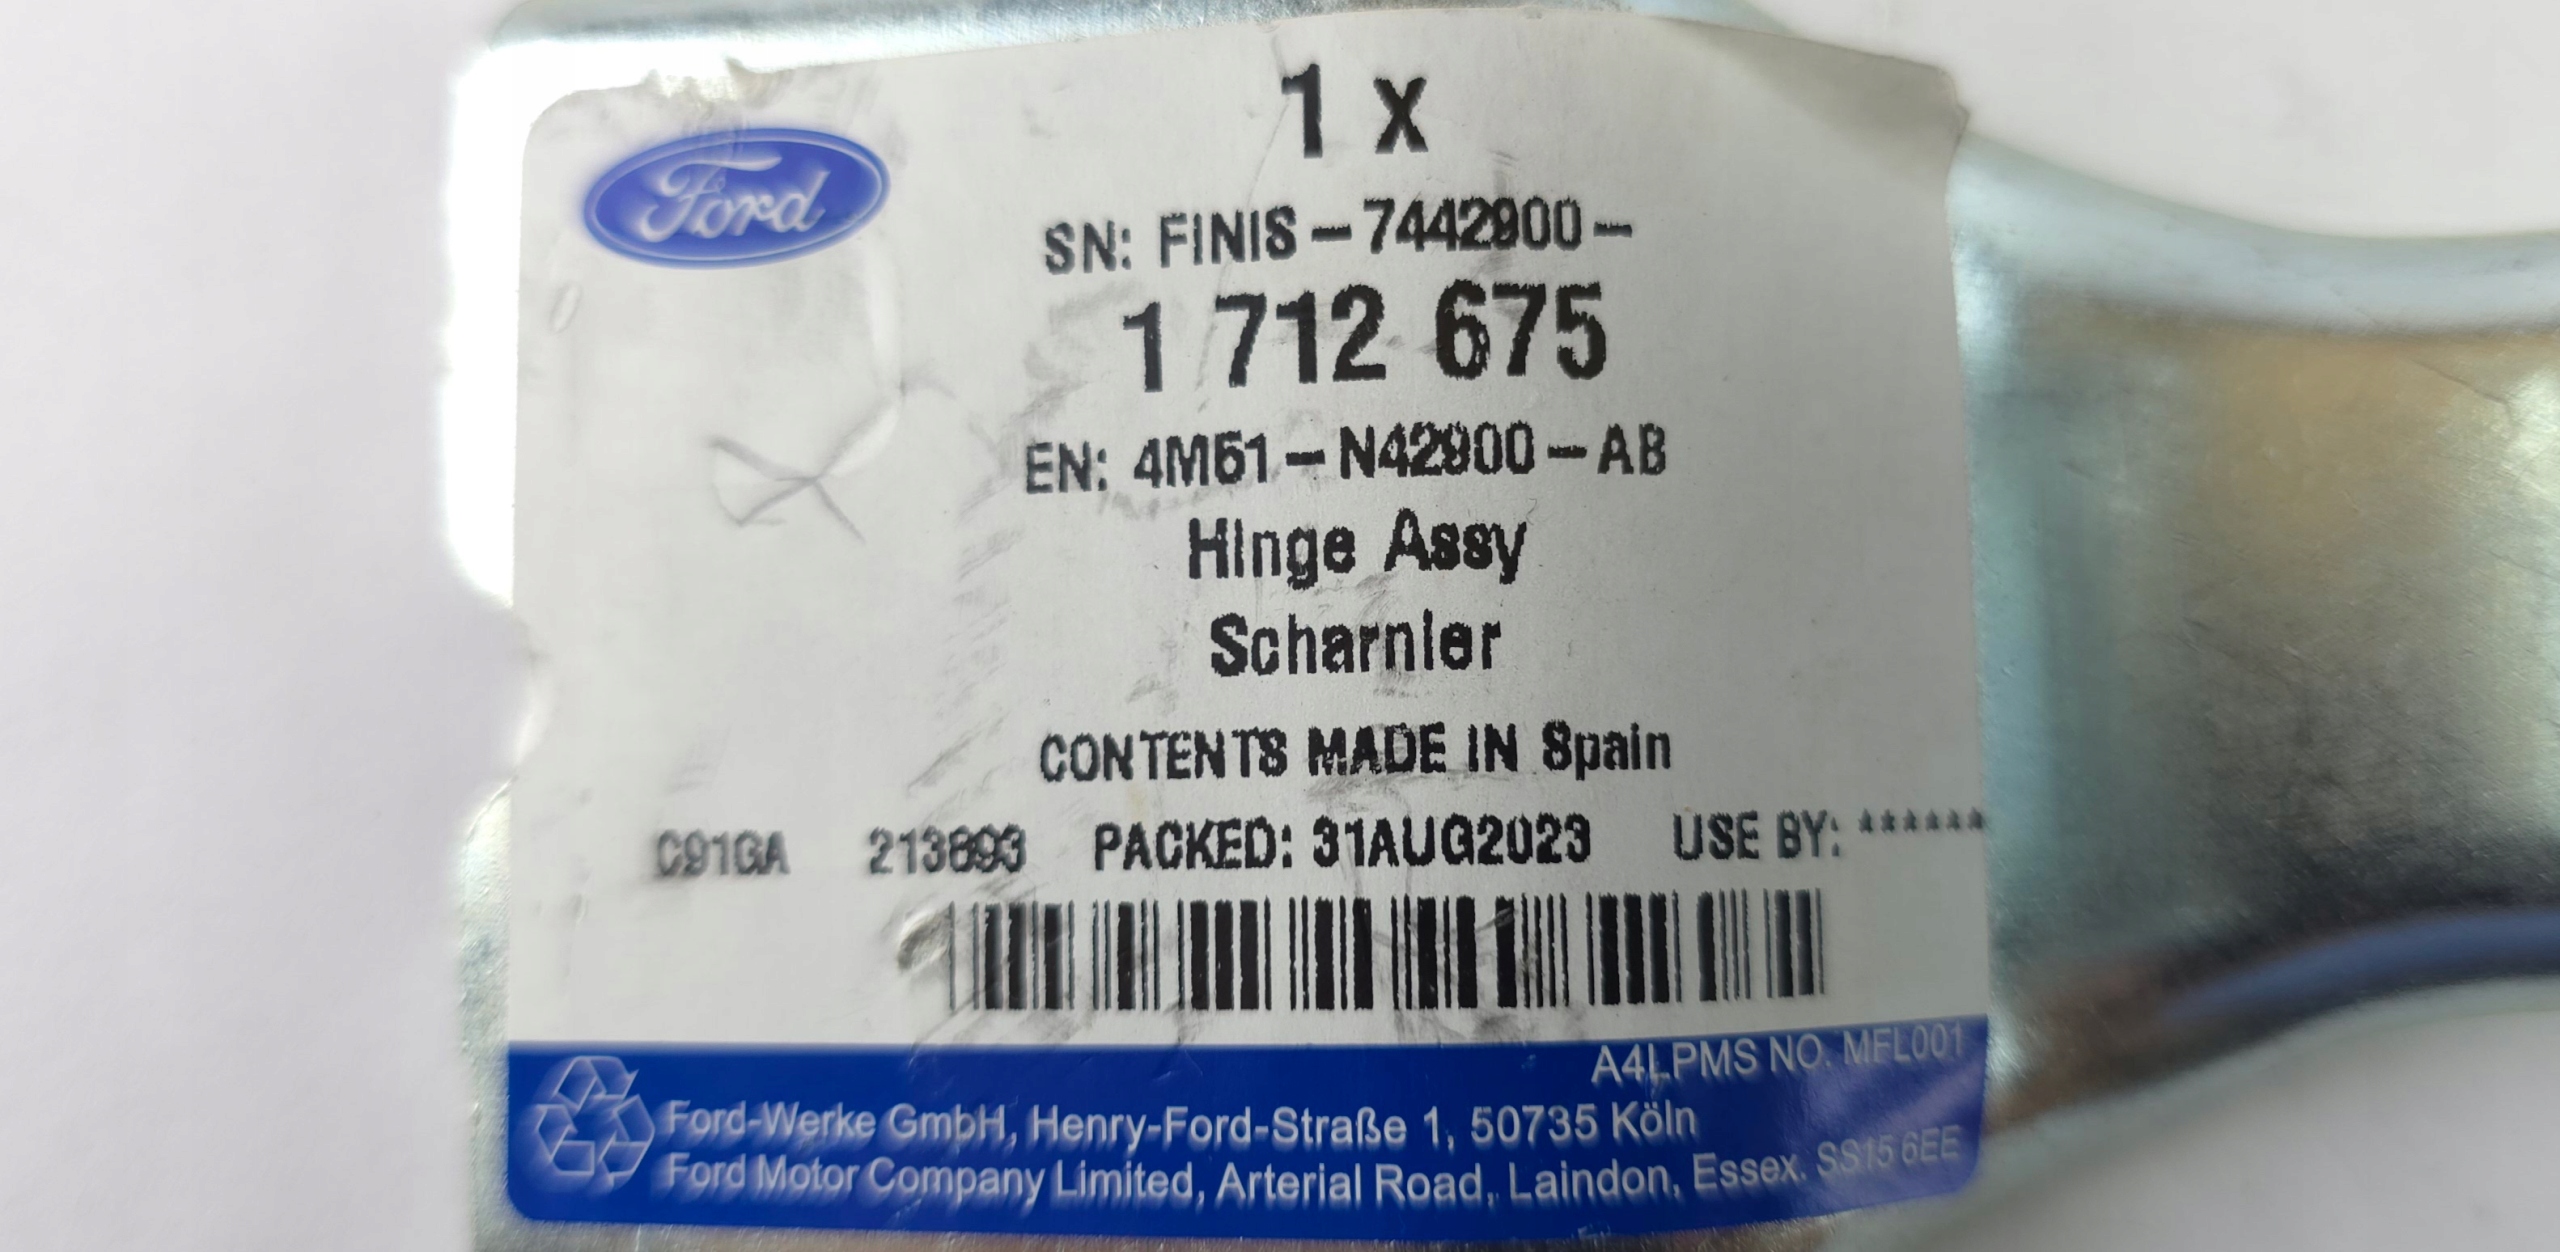 Ford
1 x
SN: FINIS-7442900-
1 712 675
EN: 4M51-N42900-AB
Hinge Assy
Scharnier
CONTENTS MADE IN Spain
C91GA 213893 PACKED: 31AUG2023 USE BY: ******
A4LPMS NO. MFL001
Ford-Werke GmbH, Henry-Ford-Straße 1, 50735 Köln
Ford Motor Company Limited, Arterial Road, Laindon, Essex. SS15 6EE